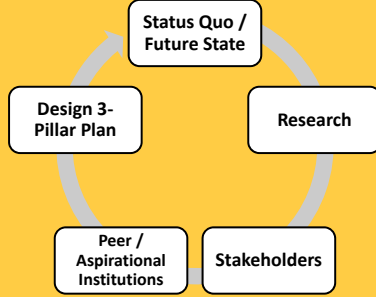 Status Quo /
Future State
Research
Stakeholders
Peer /
Aspirational
Institutions
Design 3-
Pillar Plan